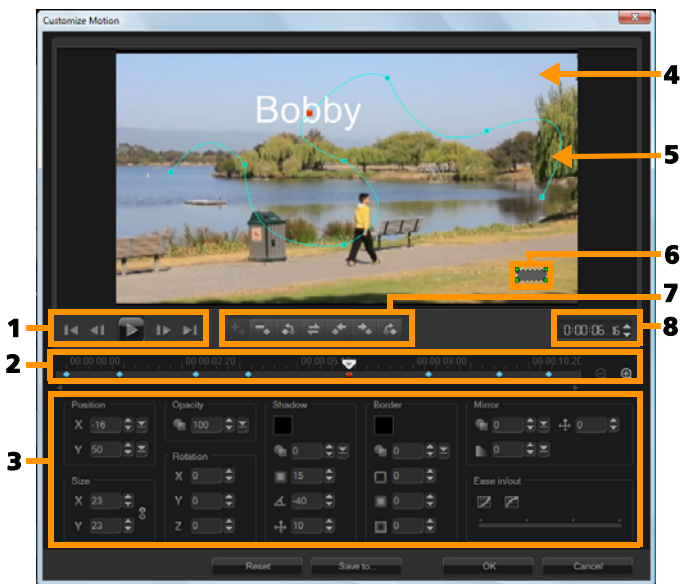 Customize Motion
Bobby
4
5
6
7
1
0:00:06.16
8
2
00:00:00.00 00:00:02.20 00:00:05 00:00:08.00 00:00:10.20
3
Position Opacity Shadow Border Mirror
X -16 100 0 0
Y 50 0 0 0
Rotation
X 0 15 0
Size Ease in/out
X 23 Y 0 -40 0
Y 23 Z 0 10 0
Reset Save to... OK Cancel